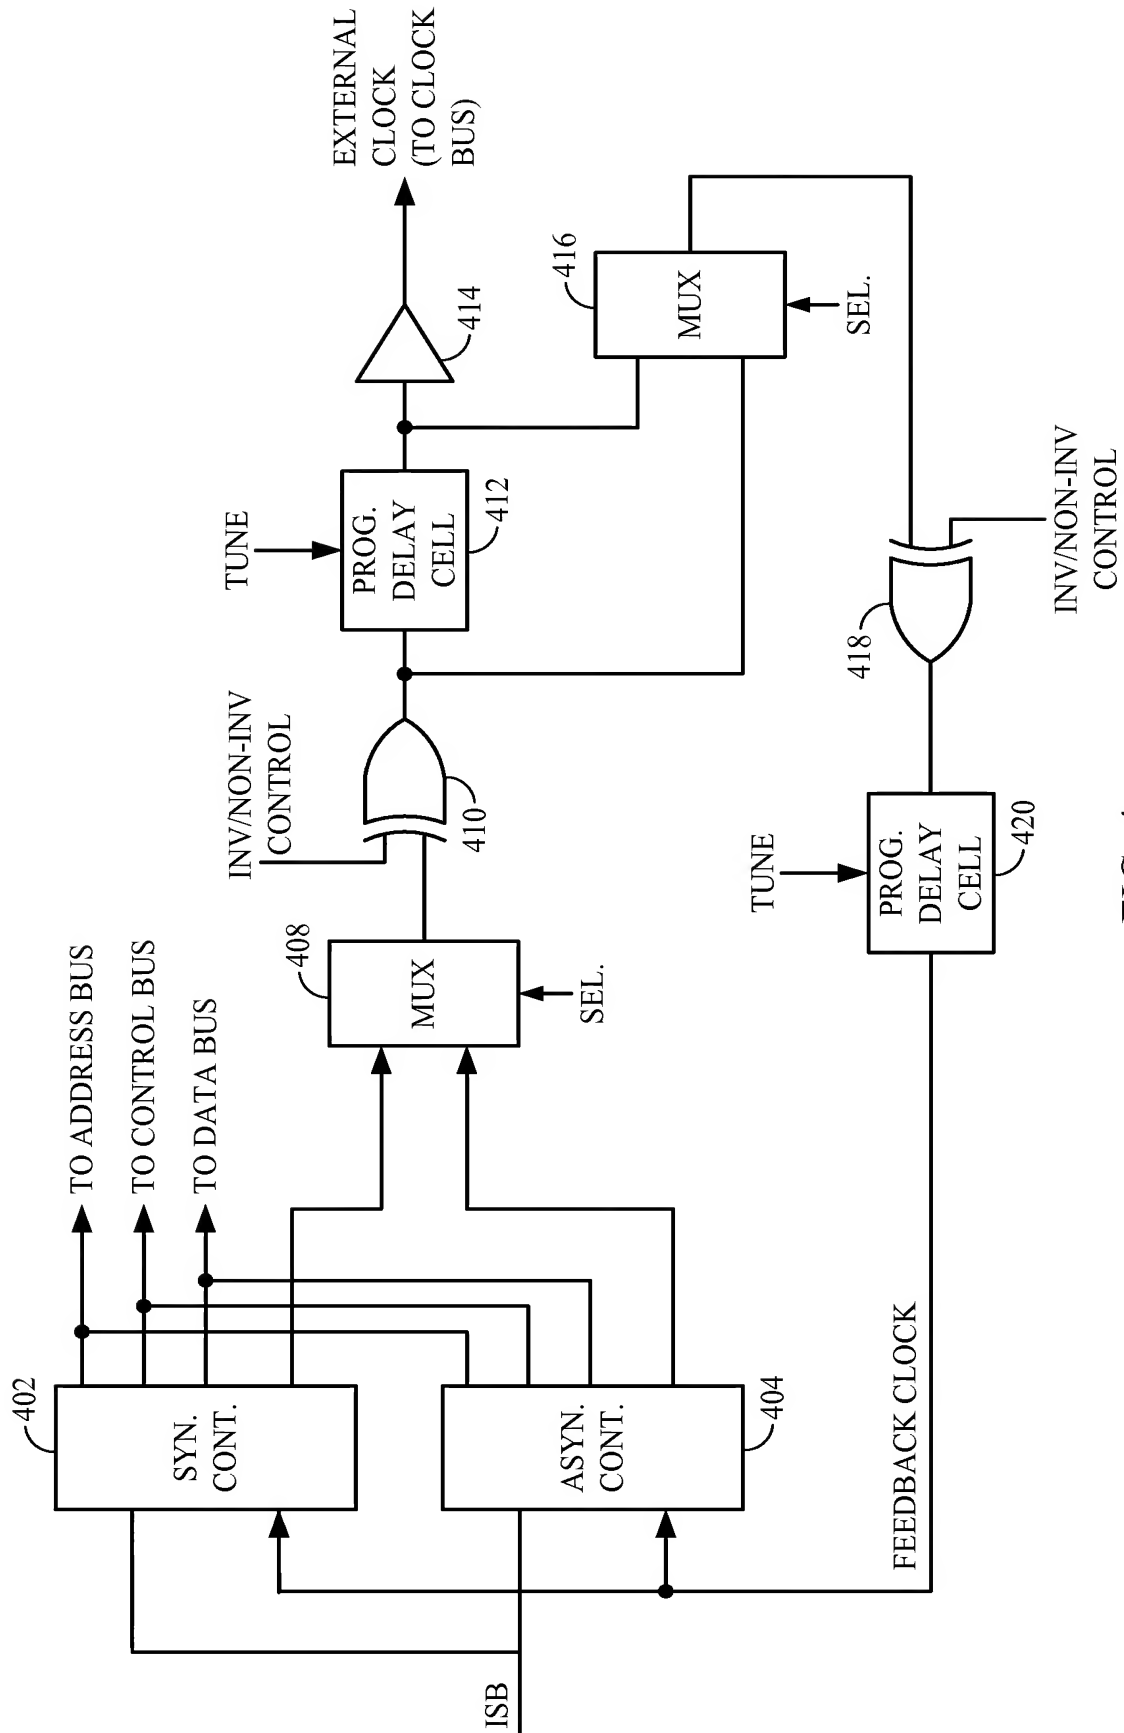 402
SYN.
CONT.
404
ASYN.
CONT.
ISB
TO ADDRESS BUS
TO CONTROL BUS
TO DATA BUS
408
MUX
SEL.
INV/NON-INV
CONTROL
410
TUNE
PROG.
DELAY
CELL
412
414
EXTERNAL
CLOCK
(TO CLOCK
BUS)
416
MUX
SEL.
418
INV/NON-INV
CONTROL
TUNE
PROG.
DELAY
CELL
420
FEEDBACK CLOCK